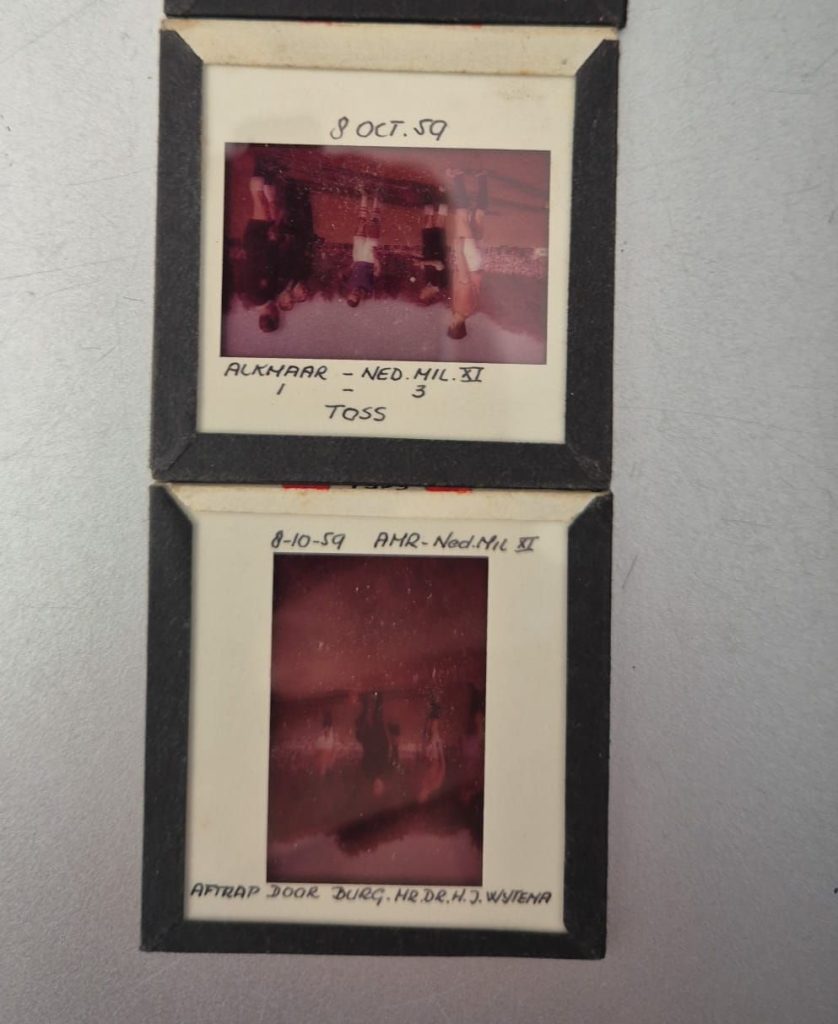 8 OCT. 59
ALKMAAR - NED. MIL. XI
1 - 3
TOSS
8-10-59 AMR-Ned. Mil XI
AFTRAP DOOR BURG. MR. DR. H. J. WYTEMA